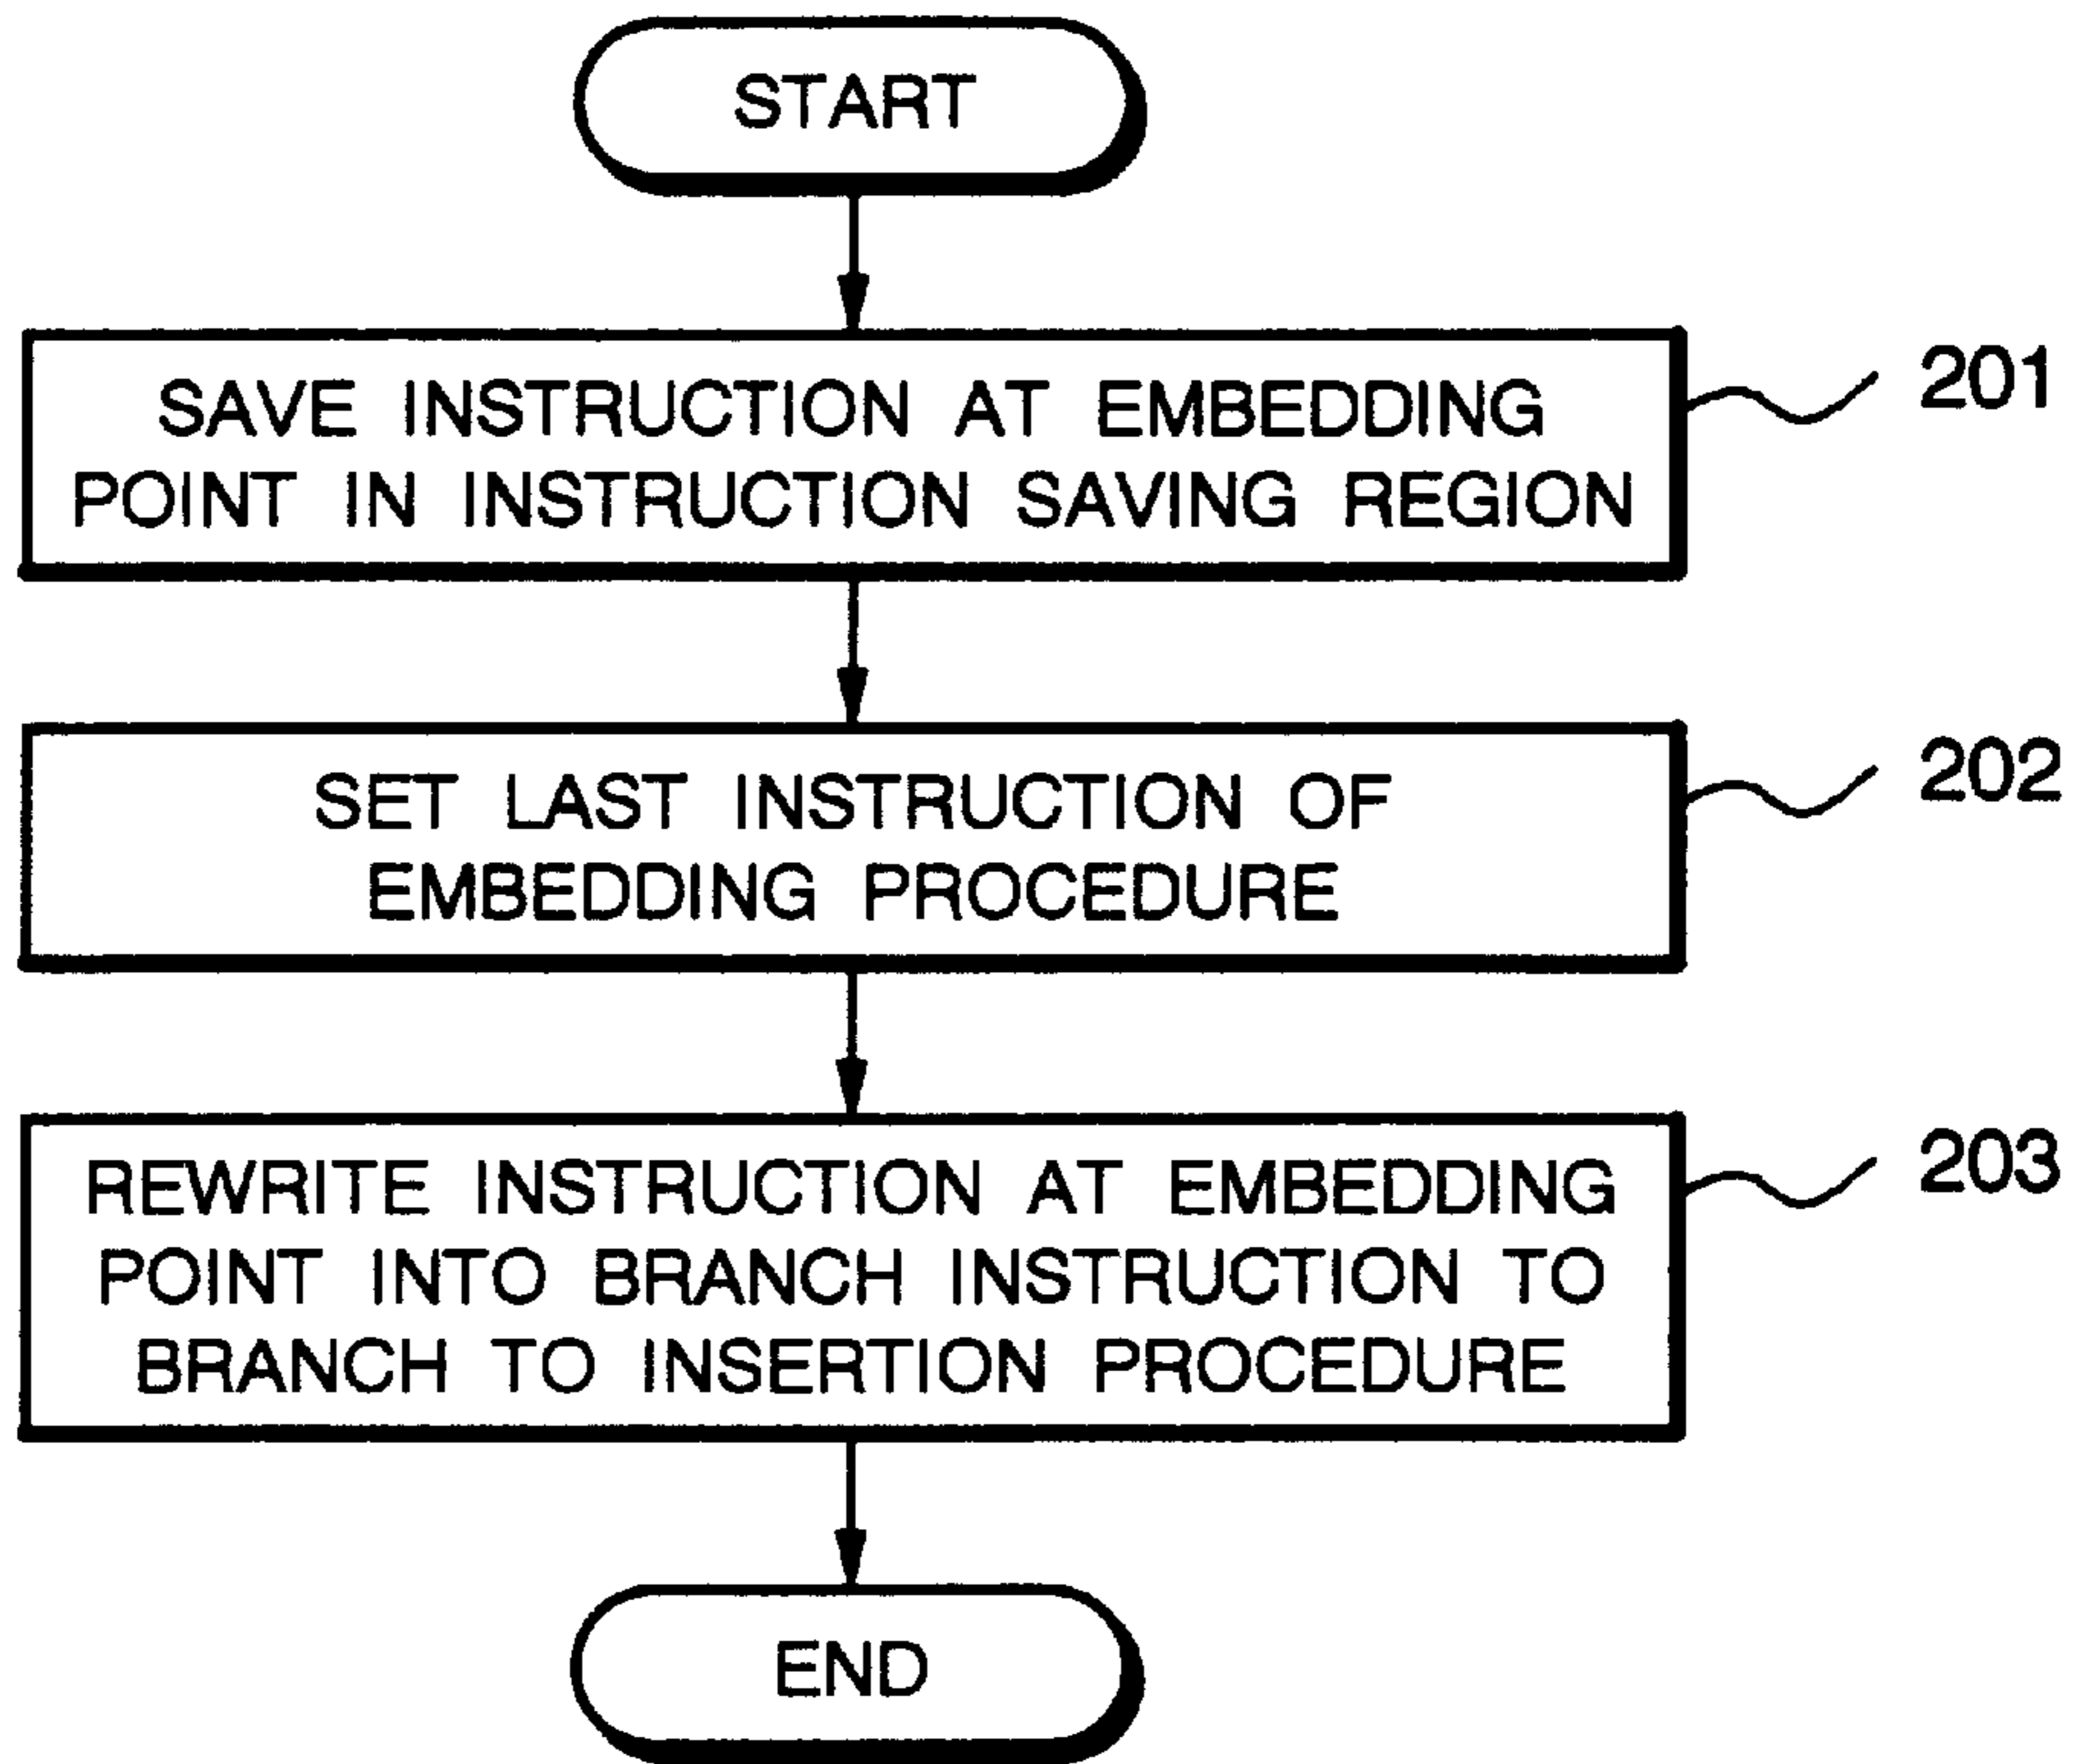 START
SAVE INSTRUCTION AT EMBEDDING
POINT IN INSTRUCTION SAVING REGION
201
SET LAST INSTRUCTION OF
EMBEDDING PROCEDURE
202
REWRITE INSTRUCTION AT EMBEDDING
POINT INTO BRANCH INSTRUCTION TO
BRANCH TO INSERTION PROCEDURE
203
END